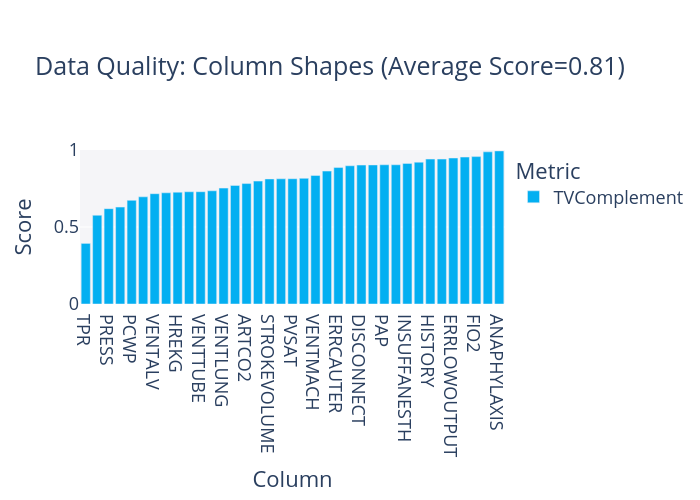 Data Quality: Column Shapes (Average Score=0.81)
1
0.5
0
Score
TPR
PRESS
PCWP
VENTALV
HREKG
VENTTUBE
VENTLUNG
ARTCO2
STROKEVOLUME
PVSAT
VENTMACH
ERRCAUTER
DISCONNECT
PAP
INSUFFANESTH
HISTORY
ERRLOWOUTPUT
FIO2
ANAPHYLAXIS
Column
Metric
TVComplement